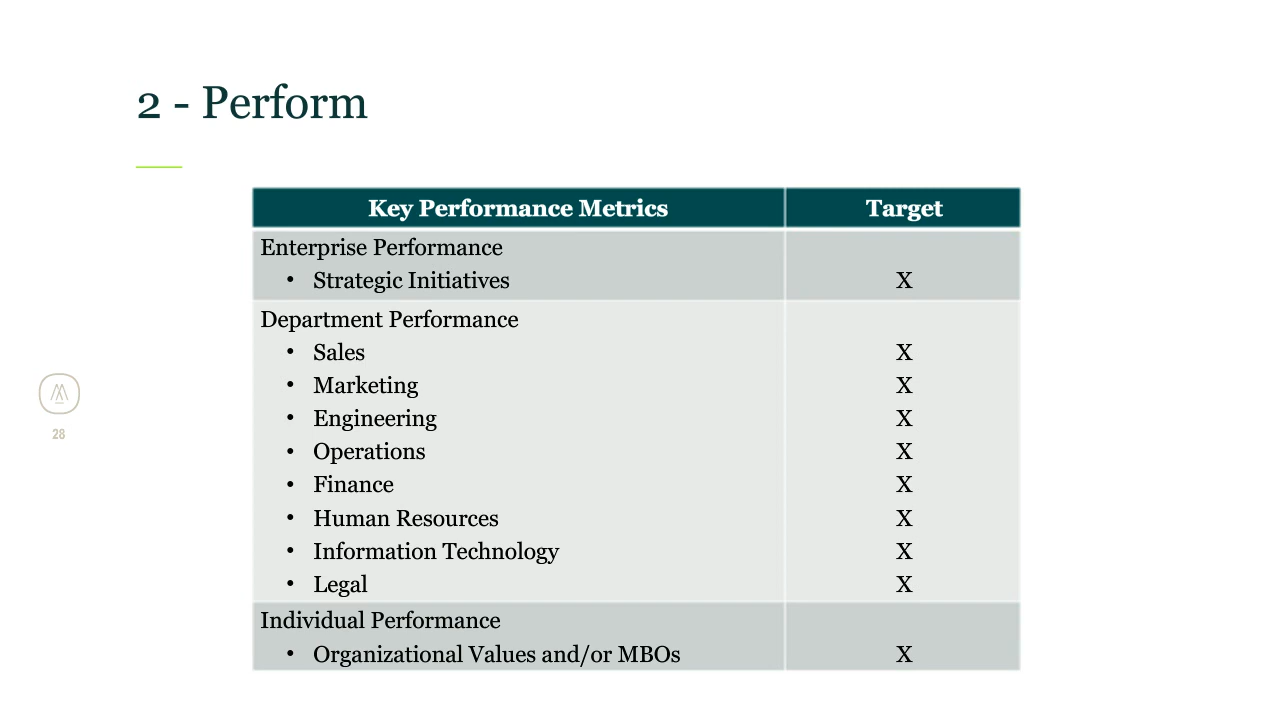 2 - Perform
Key Performance Metrics Target
Enterprise Performance
• Strategic Initiatives X
Department Performance
• Sales X
• Marketing X
• Engineering X
• Operations X
• Finance X
• Human Resources X
• Information Technology X
• Legal X
Individual Performance
• Organizational Values and/or MBOs X
28